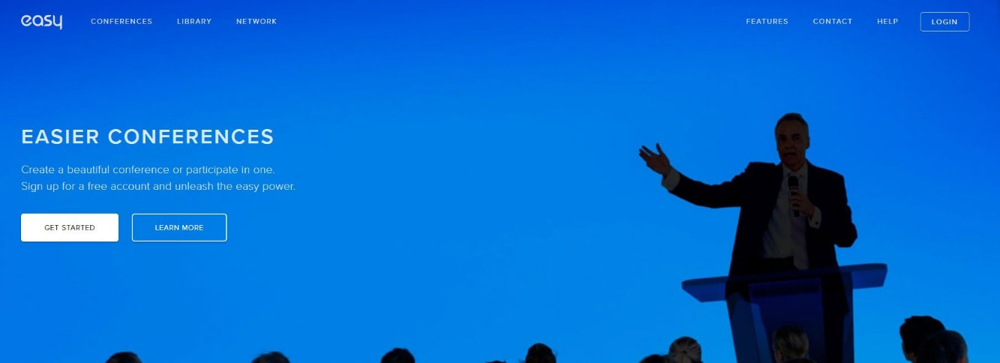 easy
CONFERENCES
LIBRARY
NETWORK
FEATURES
CONTACT
HELP
LOGIN
EASIER CONFERENCES
Create a beautiful conference or participate in one.
Sign up for a free account and unleash the easy power.
GET STARTED
LEARN MORE